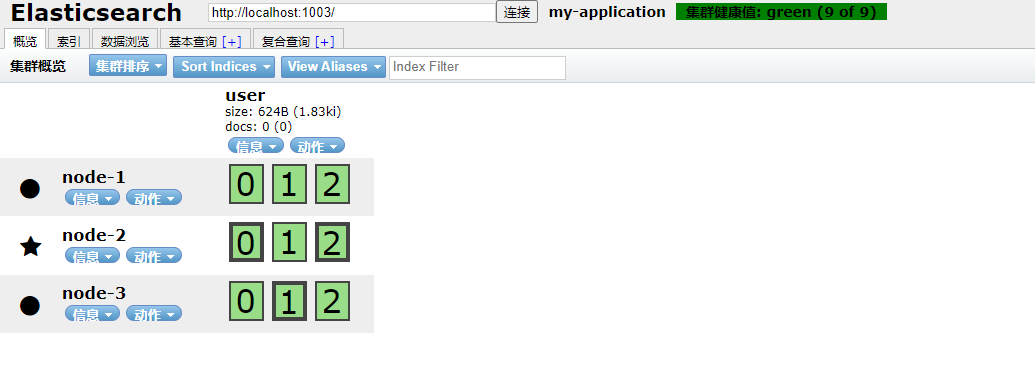 Elasticsearch http://localhost:1003/ 连接 my-application 集群健康值: green (9 of 9)
概览 索引 数据浏览 基本查询 [+] 复合查询 [+]
集群概览 集群排序 Sort Indices View Aliases Index Filter
user
size: 624B (1.83ki)
docs: 0 (0)
信息 动作
node-1 0 1 2
信息 动作
node-2 0 1 2
信息 动作
node-3 0 1 2
信息 动作